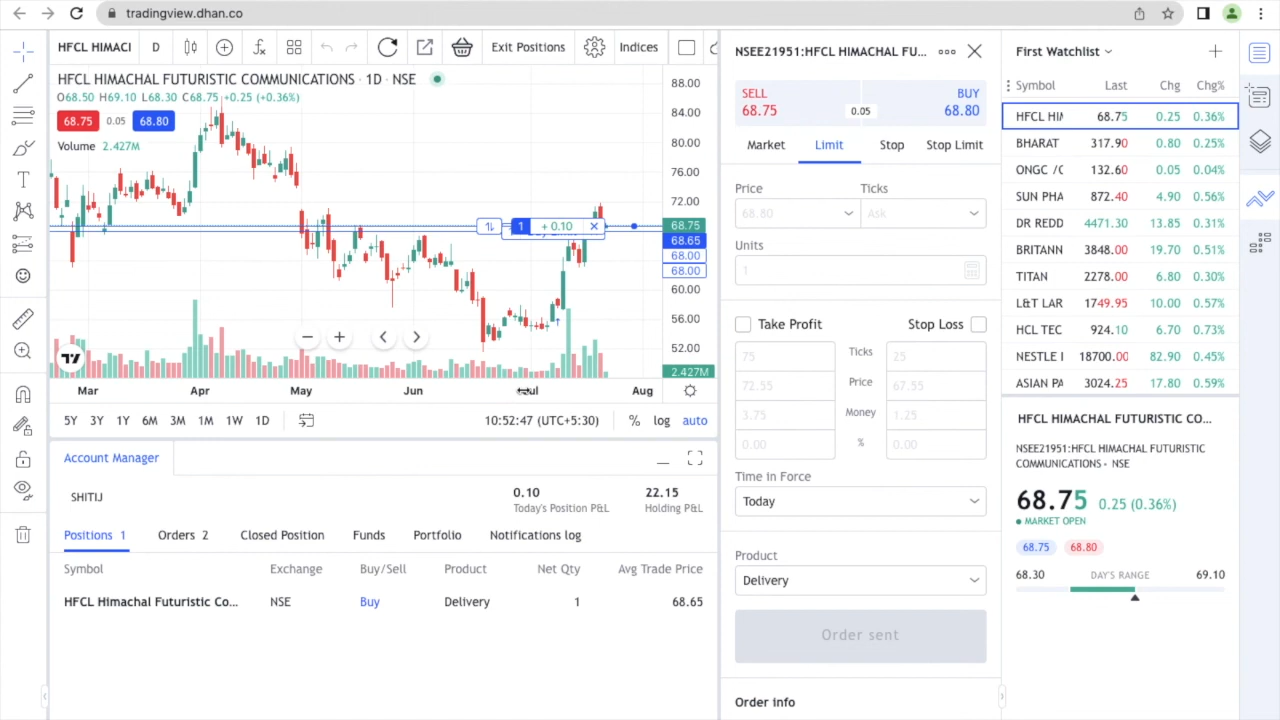 tradingview.dhan.co
HFCL HIMACI D Exit Positions Indices
HFCL HIMACHAL FUTURISTIC COMMUNICATIONS · 1D · NSE
O68.50 H69.10 L68.30 C68.75 +0.25 (+0.36%)
68.75 0.05 68.80
Volume 2.427M
1 +0.10
88.00
84.00
80.00
76.00
72.00
68.75
68.65
68.00
68.00
60.00
56.00
52.00
2.427M
Mar Apr May Jun Aug
5Y 3Y 1Y 6M 3M 1M 1W 1D 10:52:47 (UTC+5:30) % log auto
Account Manager
SHITIJ
0.10 22.15
Today's Position P&L Holding P&L
Positions 1 Orders 2 Closed Position Funds Portfolio Notifications log
Symbol Exchange Buy/Sell Product Net Qty Avg Trade Price
HFCL Himachal Futuristic Co... NSE Buy Delivery 1 68.65
NSEE21951:HFCL HIMACHAL FU...
SELL BUY
68.75 0.05 68.80
Market Limit Stop Stop Limit
Price Ticks
68.80 Ask
Units
1
Take Profit Stop Loss
75 Ticks 25
72.55 Price 67.55
3.75 Money 1.25
0.00 % 0.00
Time in Force
Today
Product
Delivery
Order sent
Order info
First Watchlist
Symbol Last Chg Chg%
HFCL HIM 68.75 0.25 0.36%
BHARAT 317.90 0.80 0.25%
ONGC /C 132.60 0.05 0.04%
SUN PHA 872.40 4.90 0.56%
DR REDD 4471.30 13.85 0.31%
BRITANN 3848.00 19.70 0.51%
TITAN 2278.00 6.80 0.30%
L&T LAR 1749.95 10.00 0.57%
HCL TEC 924.10 6.70 0.73%
NESTLE I 18700.00 82.90 0.45%
ASIAN PA 3024.25 17.80 0.59%
HFCL HIMACHAL FUTURISTIC CO...
NSEE21951:HFCL HIMACHAL FUTURISTIC
COMMUNICATIONS • NSE
68.75 0.25 (0.36%)
MARKET OPEN
68.75 68.80
68.30 DAY'S RANGE 69.10